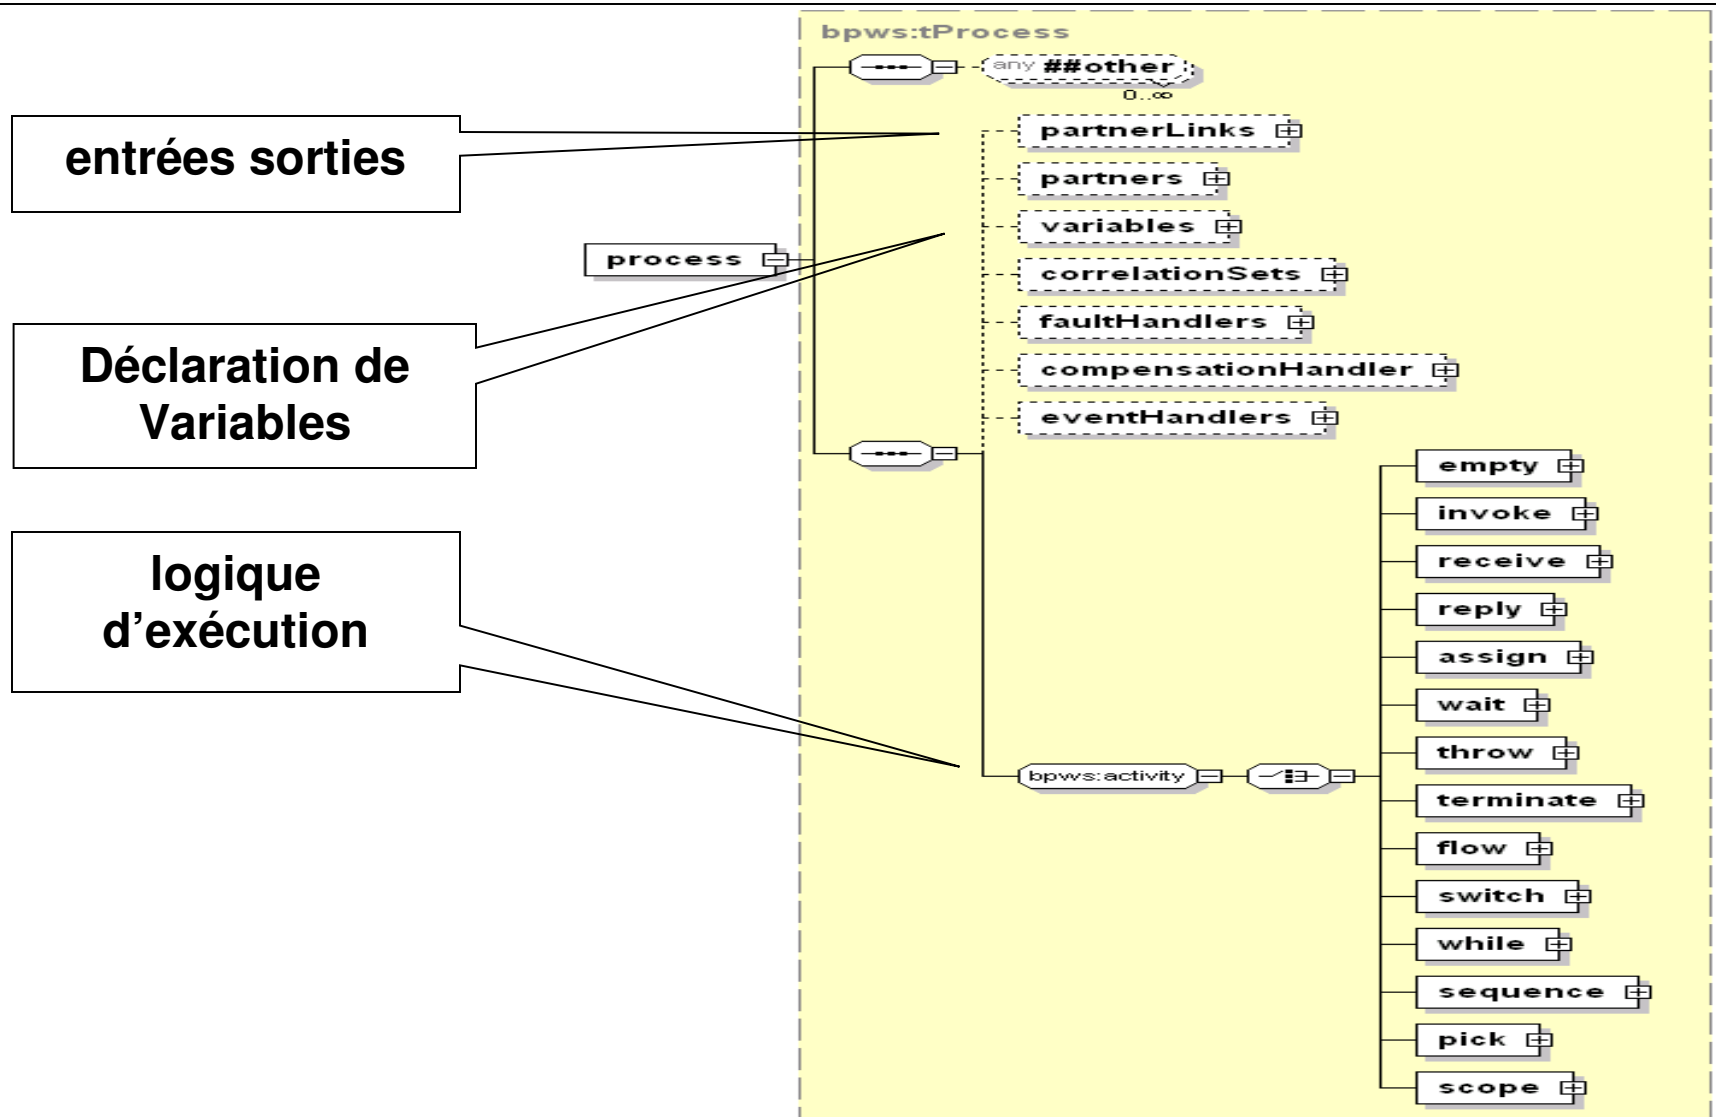 bpws:tProcess
any ##other
0..∞
entrées sorties
partnerLinks
partners
variables
process
correlationSets
faultHandlers
Déclaration de
Variables
compensationHandler
eventHandlers
empty
invoke
receive
logique
d’exécution
reply
assign
wait
throw
bpws:activity
terminate
flow
switch
while
sequence
pick
scope